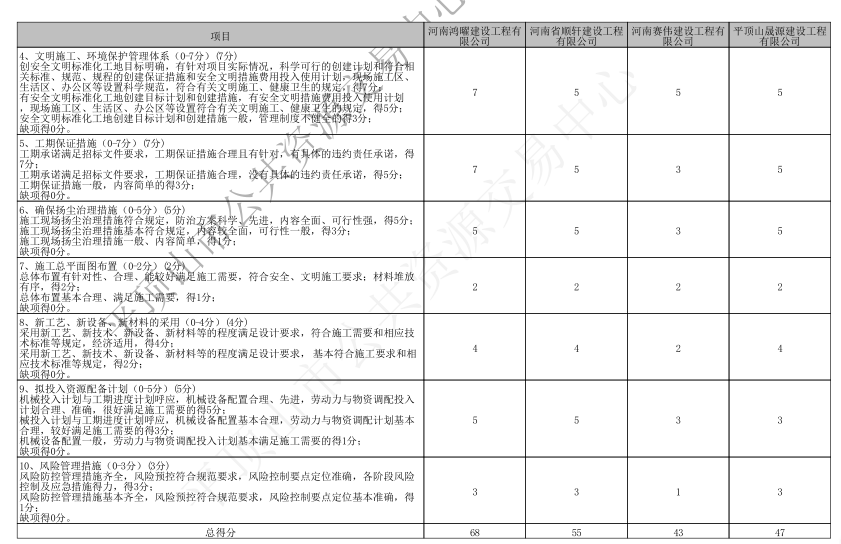 项目 河南鸿曜建设工程有限公司 河南省顺轩建设工程有限公司 河南赛伟建设工程有限公司 平顶山晟源建设工程有限公司
4、文明施工、环境保护管理体系(0-7分)(7分)
创安全文明标准化工地目标明确，有针对项目实际情况，科学可行的创建计划和符合相
关标准、规范、规程的创建保证措施和安全文明措施费用投入使用计划，现场施工区、
生活区、办公区等设置科学规范，符合有关文明施工、健康卫生的规定，得7分；
有安全文明标准化工地创建目标计划和创建措施，有安全文明措施费用投入使用计划
，现场施工区、生活区、办公区等设置符合有关文明施工、健康卫生的规定，得5分；
安全文明标准化工地创建目标计划和创建措施一般，管理制度不健全的得3分；
缺项得0分。
7 5 5 5
5、工期保证措施(0-7分)(7分)
工期承诺满足招标文件要求，工期保证措施合理且有针对，有具体的违约责任承诺，得
7分；
工期承诺满足招标文件要求，工期保证措施合理，没有具体的违约责任承诺，得5分；
工期保证措施一般，内容简单的得3分；
缺项得0分。
7 5 3 5
6、确保扬尘治理措施(0-5分)(5分)
施工现场扬尘治理措施符合规定，防治方案科学、先进，内容全面、可行性强，得5分；
施工现场扬尘治理措施基本符合规定，内容较全面，可行性一般，得3分；
施工现场扬尘治理措施一般、内容简单，得1分；
缺项得0分。
5 5 3 5
7、施工总平面图布置(0-2分)(2分)
总体布置有针对性、合理、能较好满足施工需要，符合安全、文明施工要求；材料堆放
有序，得2分；
总体布置基本合理、满足施工需要，得1分；
缺项得0分。
2 2 2 2
8、新工艺、新设备、新材料的采用(0-4分)(4分)
采用新工艺、新技术、新设备、新材料等的程度满足设计要求，符合施工需要和相应技
术标准等规定，经济适用，得4分；
采用新工艺、新技术、新设备、新材料等的程度满足设计要求， 基本符合施工要求和相
应技术标准等规定，得2分；
缺项得0分。
4 4 2 4
9、拟投入资源配备计划(0-5分)(5分)
机械投入计划与工期进度计划呼应，机械设备配置合理、先进，劳动力与物资调配投入
计划合理、准确，很好满足施工需要的得5分；
械投入计划与工期进度计划呼应，机械设备配置基本合理，劳动力与物资调配计划基本
合理，较好满足施工需要的得3分；
机械设备配置一般，劳动力与物资调配投入计划基本满足施工需要的得1分；
缺项得0分。
5 5 3 3
10、风险管理措施(0-3分)(3分)
风险防控管理措施齐全，风险预控符合规范要求，风险控制要点定位准确，各阶段风险
控制及应急措施得力，得3分；
风险防控管理措施基本齐全，风险预控符合规范要求，风险控制要点定位基本准确，得
1分；
缺项得0分。
3 3 1 3
总得分 68 55 43 47
平顶山市公共资源交易中心
平顶山市公共资源交易中心